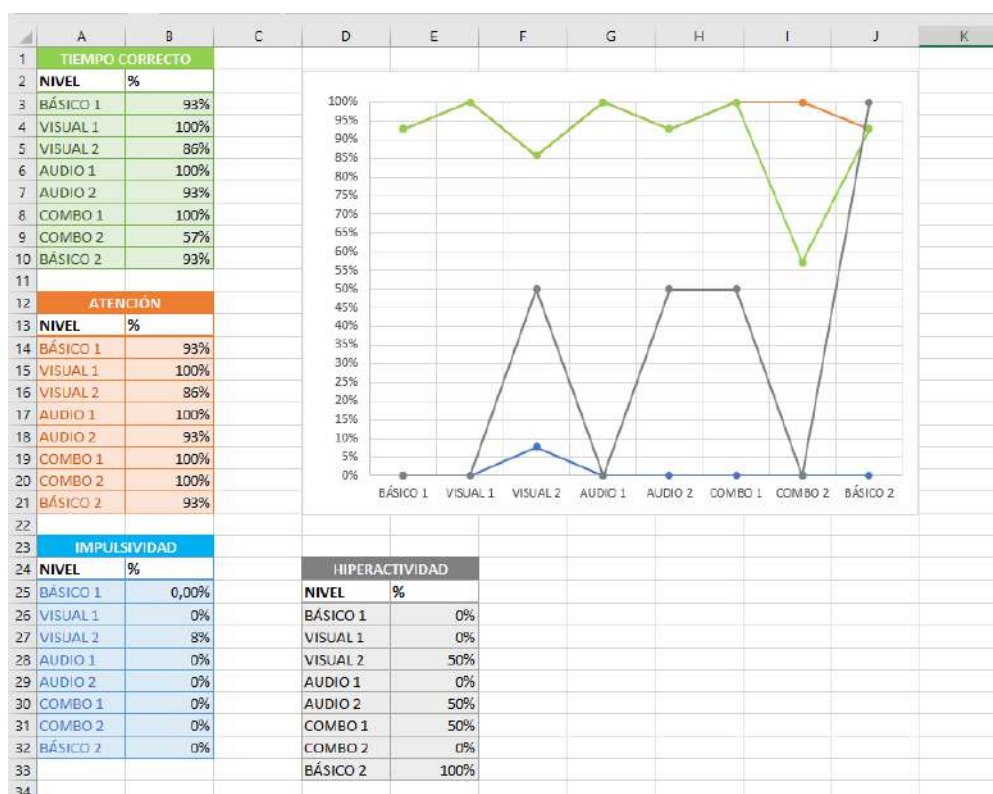 A B C D E F G H I J K
1 TIEMPO CORRECTO
2 NIVEL %
3 BÁSICO 1 93%
4 VISUAL 1 100%
5 VISUAL 2 86%
6 AUDIO 1 100%
7 AUDIO 2 93%
8 COMBO 1 100%
9 COMBO 2 57%
10 BÁSICO 2 93%
11
12 ATENCIÓN
13 NIVEL %
14 BÁSICO 1 93%
15 VISUAL 1 100%
16 VISUAL 2 86%
17 AUDIO 1 100%
18 AUDIO 2 93%
19 COMBO 1 100%
20 COMBO 2 100%
21 BÁSICO 2 93%
22
100%
95%
90%
85%
80%
75%
70%
65%
60%
55%
50%
45%
40%
35%
30%
25%
20%
15%
10%
5%
0%
BÁSICO 1 VISUAL 1 VISUAL 2 AUDIO 1 AUDIO 2 COMBO 1 COMBO 2 BÁSICO 2
23 IMPULSIVIDAD
24 NIVEL % HIPERACTIVIDAD
25 BÁSICO 1 0,00% NIVEL %
26 VISUAL 1 0% BÁSICO 1 0%
27 VISUAL 2 8% VISUAL 1 0%
28 AUDIO 1 0% VISUAL 2 50%
29 AUDIO 2 0% AUDIO 1 0%
30 COMBO 1 0% AUDIO 2 50%
31 COMBO 2 0% COMBO 1 50%
32 BÁSICO 2 0% COMBO 2 0%
33 BÁSICO 2 100%
34